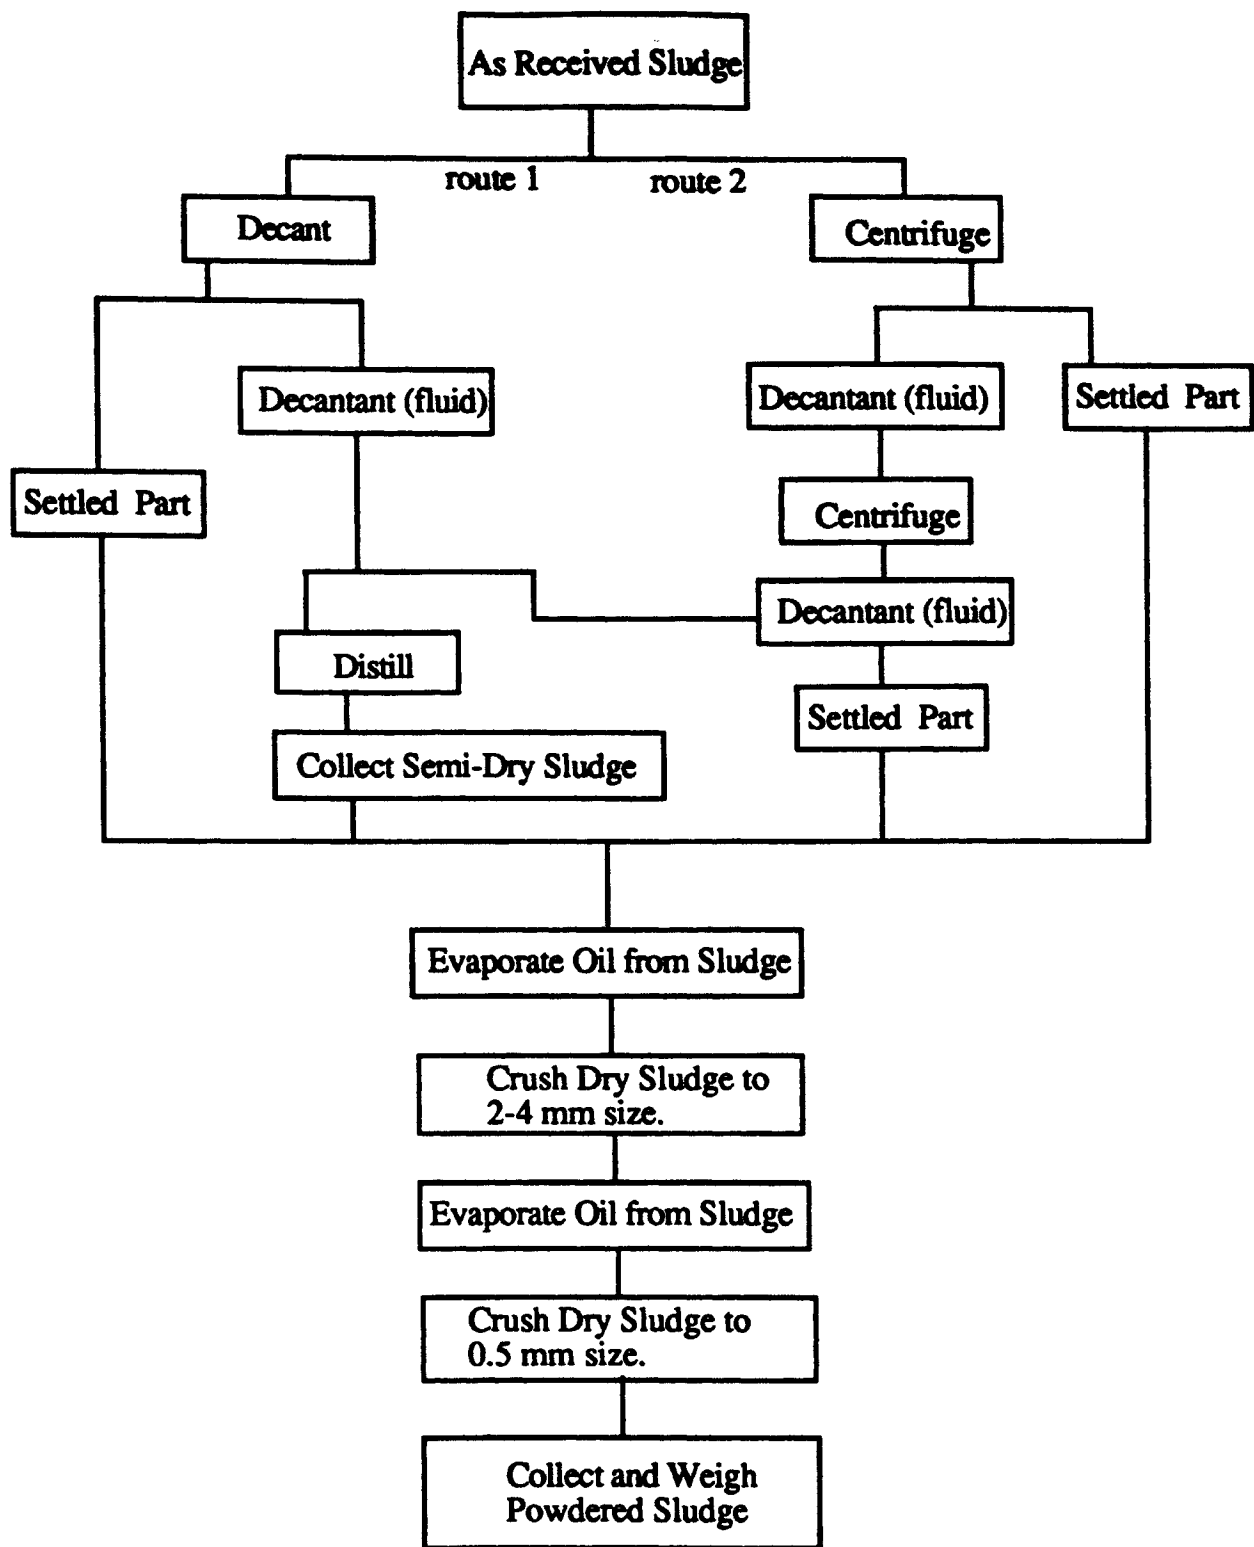 As Received Sludge
route 1
route 2
Decant
Centrifuge
Decantant (fluid)
Decantant (fluid)
Settled Part
Settled Part
Centrifuge
Decantant (fluid)
Distill
Settled Part
Collect Semi-Dry Sludge
Evaporate Oil from Sludge
Crush Dry Sludge to
2-4 mm size.
Evaporate Oil from Sludge
Crush Dry Sludge to
0.5 mm size.
Collect and Weigh
Powdered Sludge